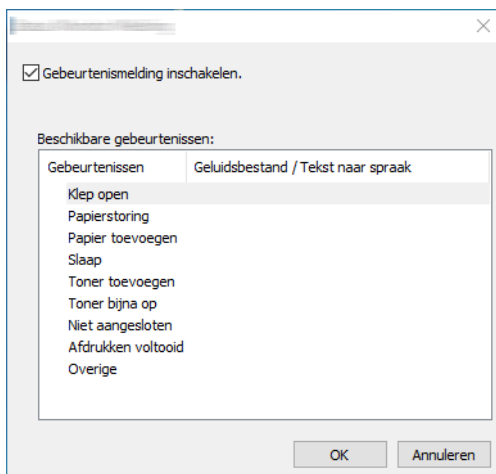 Gebeurtenismelding inschakelen.
Beschikbare gebeurtenissen:
Gebeurtenissen Geluidsbestand / Tekst naar spraak
Klep open
Papierstoring
Papier toevoegen
Slaap
Toner toevoegen
Toner bijna op
Niet aangesloten
Afdrukken voltooid
Overige
OK Annuleren